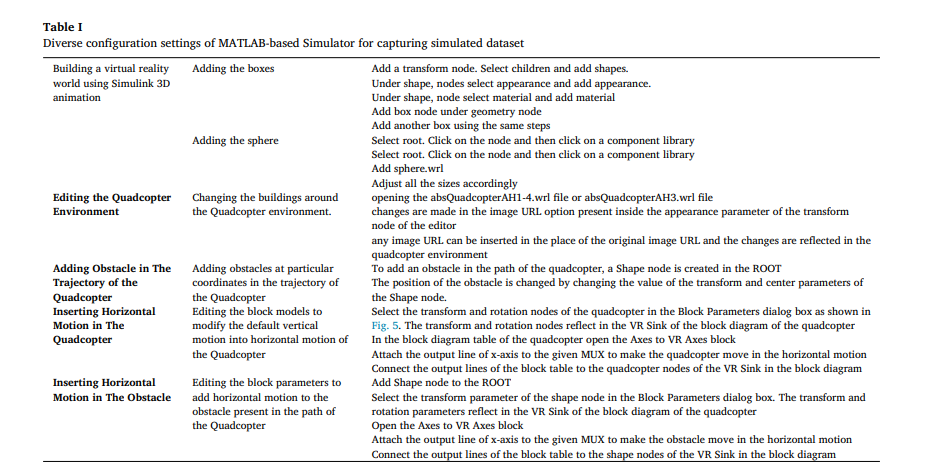 Table I
Diverse configuration settings of MATLAB-based Simulator for capturing simulated dataset
Building a virtual reality world using Simulink 3D animation
Adding the boxes
Add a transform node. Select children and add shapes.
Under shape, nodes select appearance and add appearance.
Under shape, node select material and add material
Add box node under geometry node
Add another box using the same steps
Adding the sphere
Select root. Click on the node and then click on a component library
Select root. Click on the node and then click on a component library
Add sphere.wrl
Adjust all the sizes accordingly
Editing the Quadcopter
Environment
Changing the buildings around
the Quadcopter environment.
opening the absQuadcopterAH1-4.wrl file or absQuadcopterAH3.wrl file
changes are made in the image URL option present inside the appearance parameter of the transform
node of the editor
any image URL can be inserted in the place of the original image URL and the changes are reflected in the
quadcopter environment
Adding Obstacle in The
Trajectory of the
Quadcopter
Adding obstacles at particular
coordinates in the trajectory of
the Quadcopter
To add an obstacle in the path of the quadcopter, a Shape node is created in the ROOT
The position of the obstacle is changed by changing the value of the transform and center parameters of
the Shape node.
Inserting Horizontal
Motion in The
Quadcopter
Editing the block models to
modify the default vertical
motion into horizontal motion of
the Quadcopter
Select the transform and rotation nodes of the quadcopter in the Block Parameters dialog box as shown in
Fig. 5. The transform and rotation nodes reflect in the VR Sink of the block diagram of the quadcopter
In the block diagram table of the quadcopter open the Axes to VR Axes block
Attach the output line of x-axis to the given MUX to make the quadcopter move in the horizontal motion
Connect the output lines of the block table to the quadcopter nodes of the VR Sink in the block diagram
Inserting Horizontal
Motion in The Obstacle
Editing the block parameters to
add horizontal motion to the
obstacle present in the path of
the Quadcopter
Add Shape node to the ROOT
Select the transform parameter of the shape node in the Block Parameters dialog box. The transform and
rotation parameters reflect in the VR Sink of the block diagram of the quadcopter
Open the Axes to VR Axes block
Attach the output line of x-axis to the given MUX to make the obstacle move in the horizontal motion
Connect the output lines of the block table to the shape nodes of the VR Sink in the block diagram